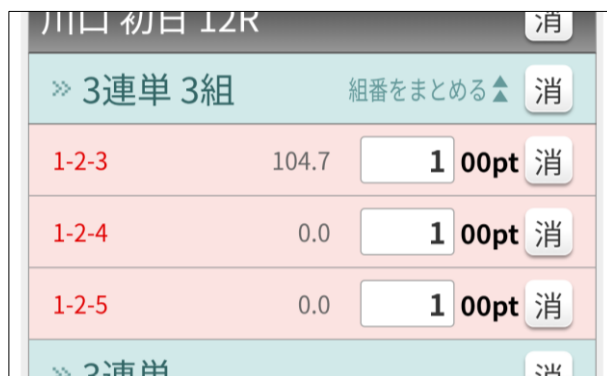 川口 初日 12R 消
» 3連単 3組 組番をまとめる 消
1-2-3 104.7 1 00pt 消
1-2-4 0.0 1 00pt 消
1-2-5 0.0 1 00pt 消
» 3連単 消